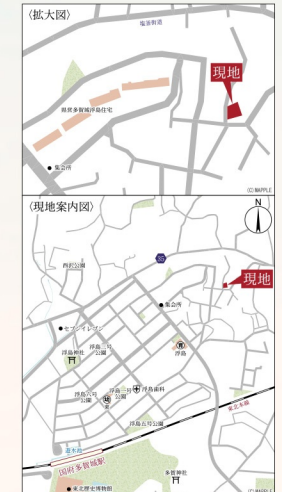 〈拡大図〉
塩釜街道
現地
県営多賀城浮島住宅
集会所
(C)MAPPLE
〈現地案内図〉
N
35
西沢公園
現地
集会所
セブンイレブン
浮島三号
公園
浮島神社
浮島
浮島六号
公園
公園
浮島歯科
浮島五号公園
東北本線
遊水池
国府多賀城駅
多賀神社
東北歴史博物館
(C)MAPPLE